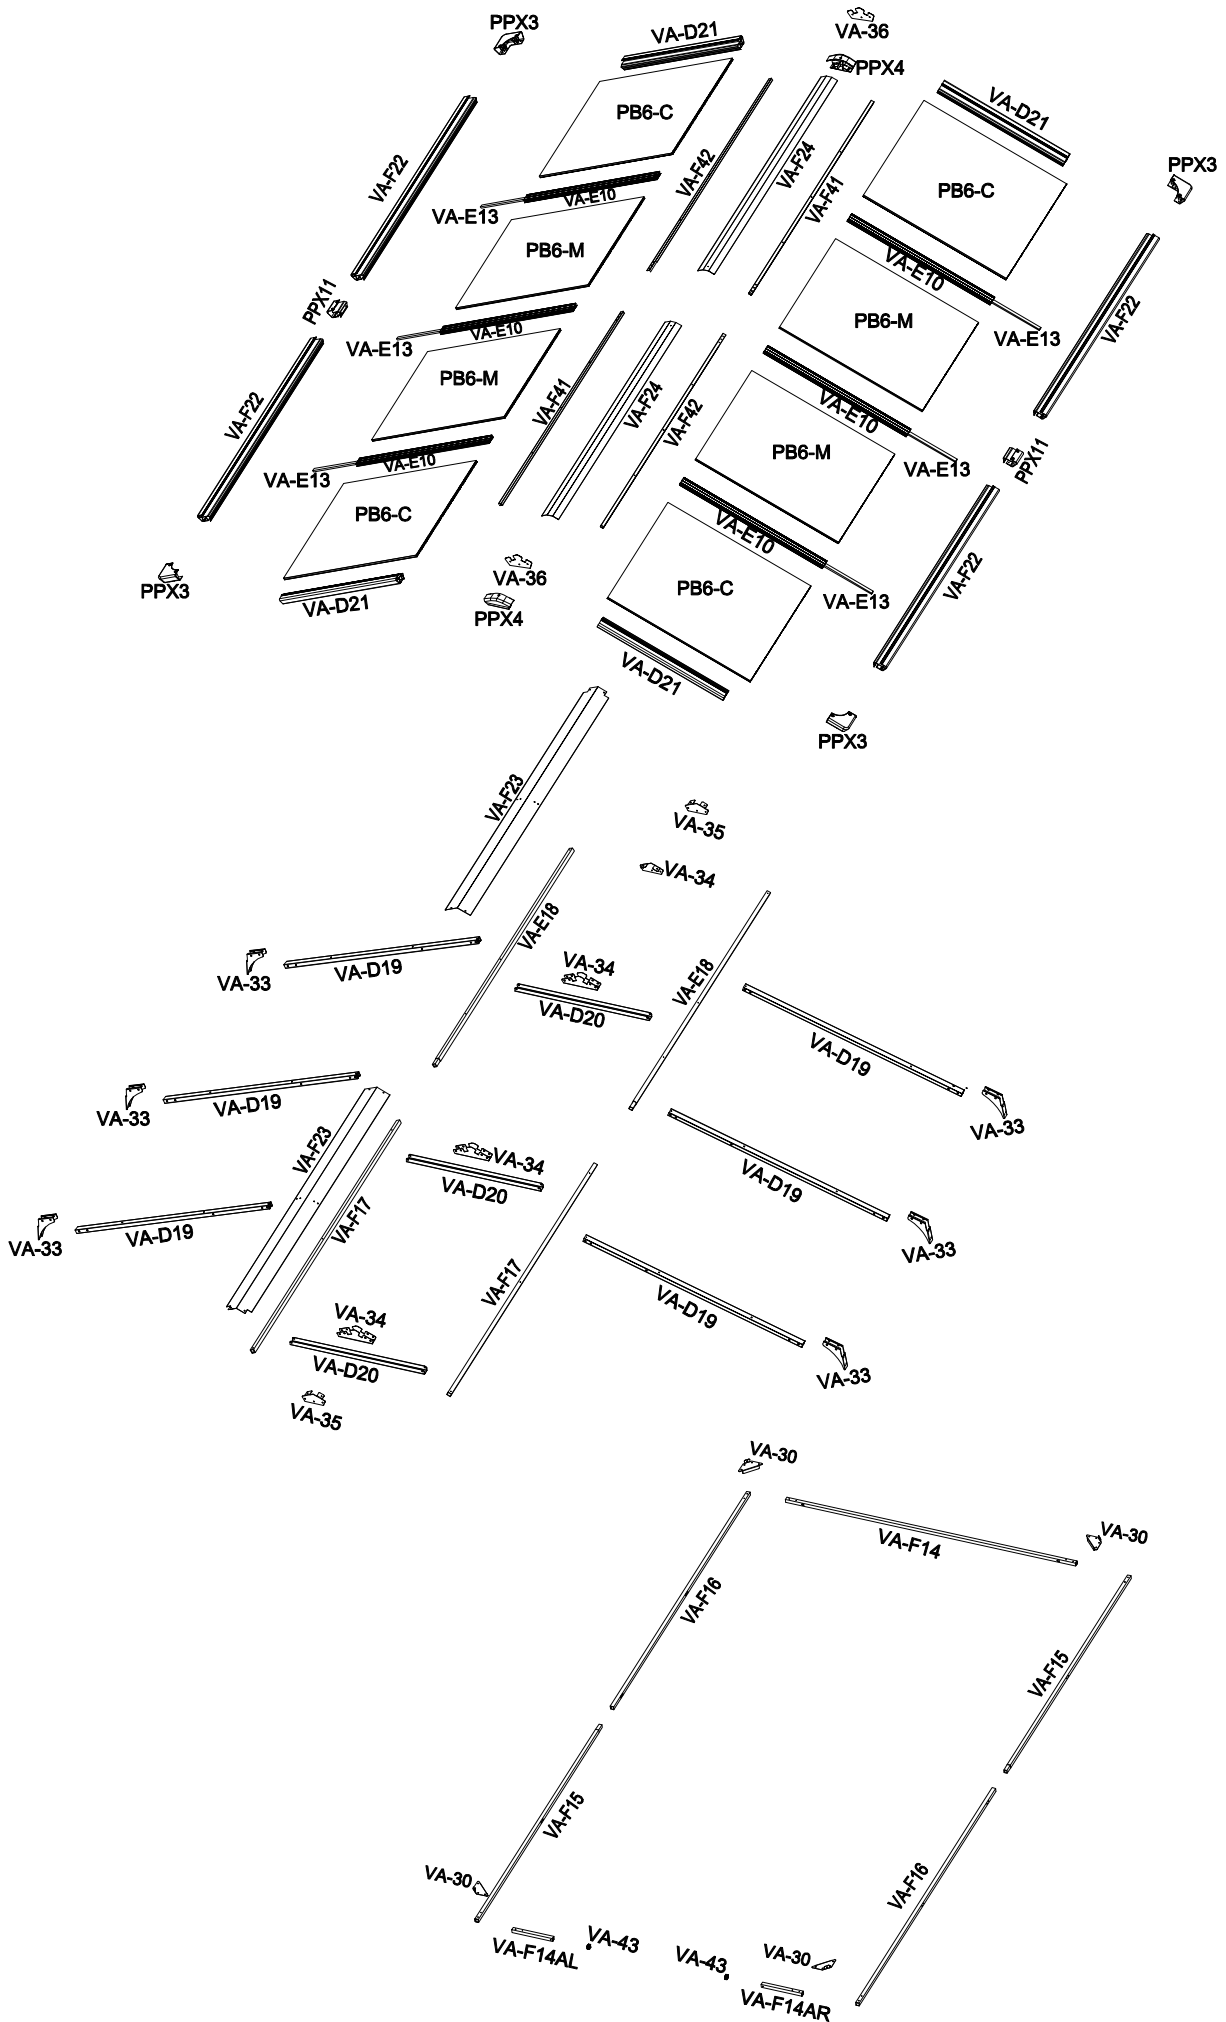 PPX3
VA-D21
VA-36
PPX4
VA-D21
PB6-C
PPX3
VA-F22
VA-F42
VA-F24
VA-F41
PB6-C
VA-E10
VA-E13
PB6-M
VA-E10
PPX11
VA-E13
PB6-M
VA-F22
VA-E10
VA-E13
VA-F22
PB6-M
VA-F41
VA-F24
VA-F42
VA-E10
VA-E13
PB6-M
PPX11
VA-E10
VA-E13
PB6-C
VA-E10
VA-F22
VA-36
PPX3
VA-D21
PPX4
PB6-C
VA-E13
VA-D21
PPX3
VA-F23
VA-35
VA-34
VA-E18
VA-33
VA-D19
VA-34
VA-E18
VA-D20
VA-D19
VA-33
VA-D19
VA-33
VA-F23
VA-34
VA-D20
VA-D19
VA-33
VA-D19
VA-F17
VA-33
VA-F17
VA-34
VA-D19
VA-D20
VA-33
VA-35
VA-30
VA-F14
VA-30
VA-F16
VA-F15
VA-F15
VA-30
VA-F16
VA-F14AL
VA-43
VA-43
VA-30
VA-F14AR